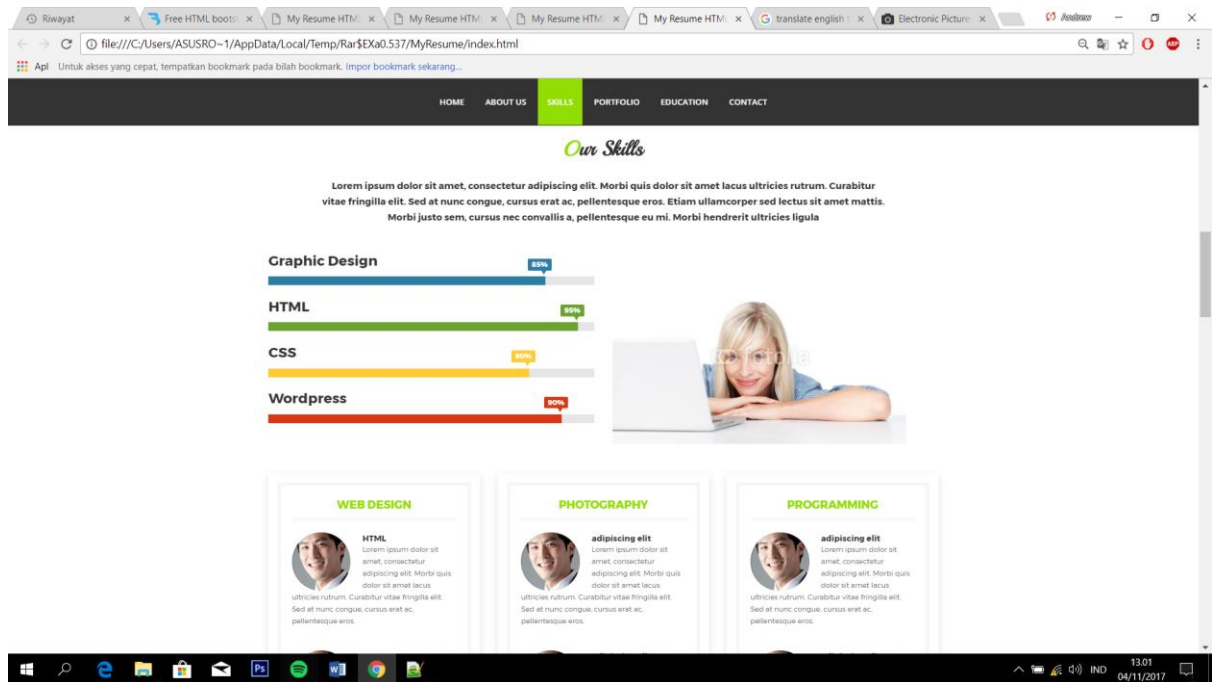 Riwayat
Free HTML boots
My Resume HTM
My Resume HTM
My Resume HTM
My Resume HTM
translate english
Electronic Picture
file:///C:/Users/ASUSRO~1/AppData/Local/Temp/Rar$EXa0.537/MyResume/index.html
Apl Untuk akses yang cepat, tempatkan bookmark pada bilah bookmark. Impor bookmark sekarang...
HOME ABOUT US SKILLS PORTFOLIO EDUCATION CONTACT
Our Skills
Lorem ipsum dolor sit amet, consectetur adipiscing elit. Morbi quis dolor sit amet lacus ultricies rutrum. Curabitur
vitae fringilla elit. Sed at nunc congue, cursus erat ac, pellentesque eros. Etiam ullamcorper sed lectus sit amet mattis.
Morbi justo sem, cursus nec convallis a, pellentesque eu mi. Morbi hendrerit ultricies ligula
Graphic Design
85%
HTML
95%
CSS
80%
Wordpress
90%
fotolia
WEB DESIGN
HTML
Lorem ipsum dolor sit
amet, consectetur
adipiscing elit. Morbi quis
dolor sit amet lacus
ultricies rutrum. Curabitur vitae fringilla elit.
Sed at nunc congue, cursus erat ac,
pellentesque eros.
PHOTOGRAPHY
adipiscing elit
Lorem ipsum dolor sit
amet, consectetur
adipiscing elit. Morbi quis
dolor sit amet lacus
ultricies rutrum. Curabitur vitae fringilla elit.
Sed at nunc congue, cursus erat ac,
pellentesque eros.
PROGRAMMING
adipiscing elit
Lorem ipsum dolor sit
amet, consectetur
adipiscing elit. Morbi quis
dolor sit amet lacus
ultricies rutrum. Curabitur vitae fringilla elit.
Sed at nunc congue, cursus erat ac,
pellentesque eros.
IND
13.01
04/11/2017